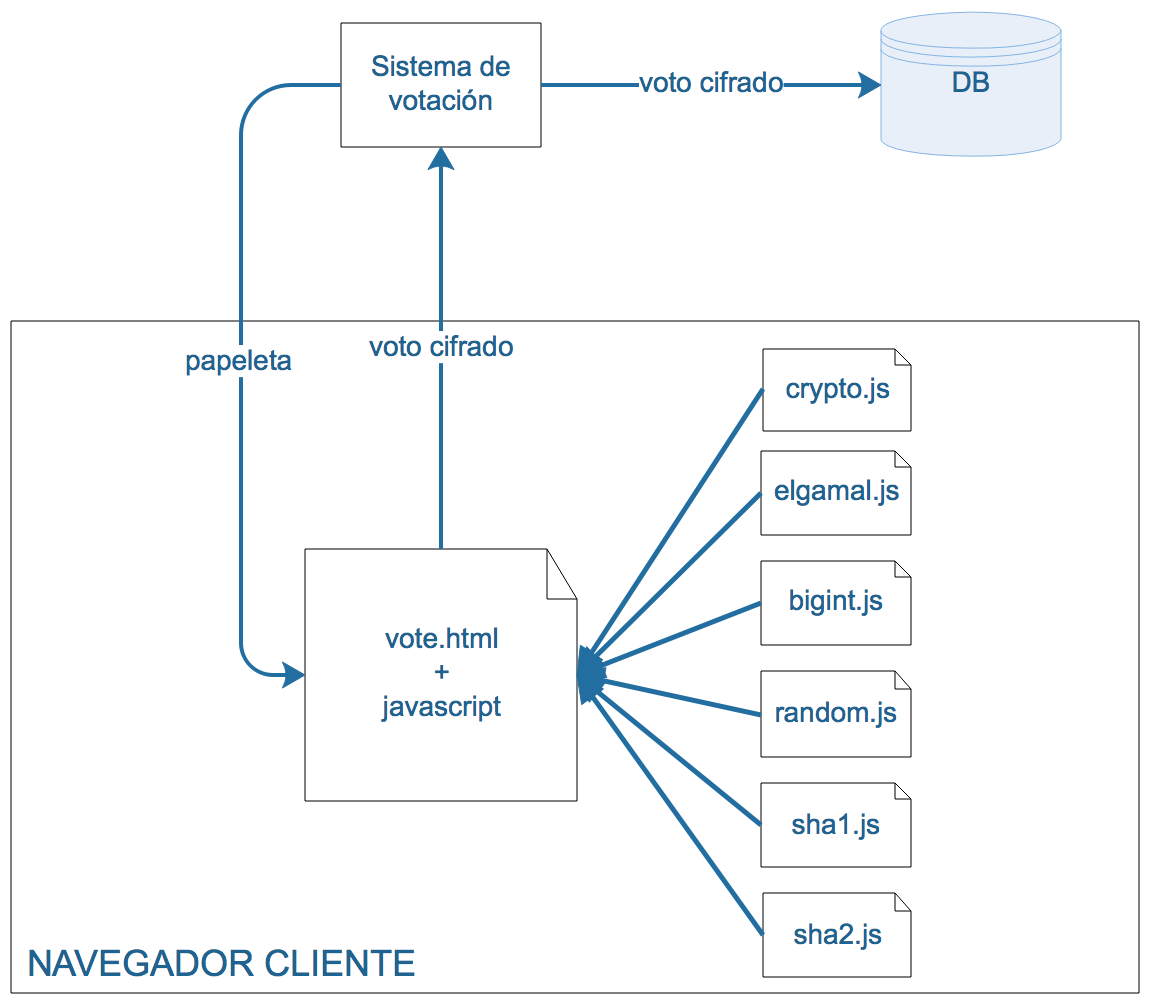 Sistema de
votación
voto cifrado
DB
papeleta
voto cifrado
crypto.js
elgamal.js
bigint.js
vote.html
+
javascript
random.js
sha1.js
sha2.js
NAVEGADOR CLIENTE